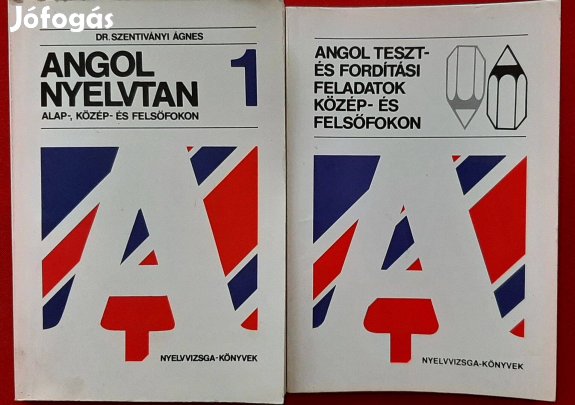 Jófogás
DR. SZENTIVÁNYI ÁGNES
ANGOL
NYELVTAN 1
ALAP-, KÖZÉP- ÉS FELSŐFOKON
A
NYELVVIZSGA-KÖNYVEK
ANGOL TESZT-
ÉS FORDÍTÁSI
FELADATOK
KÖZÉP- ÉS
FELSŐFOKON
A
NYELVVIZSGA-KÖNYVEK